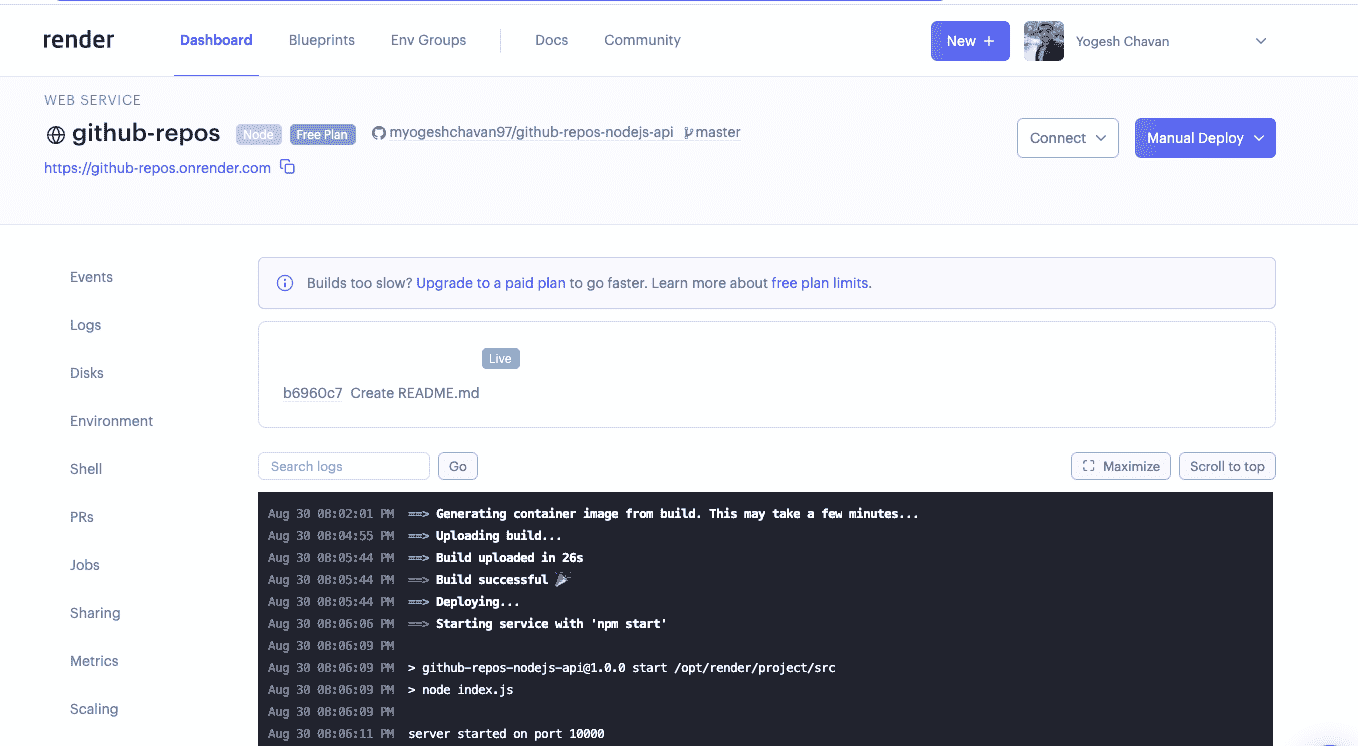 render Dashboard Blueprints Env Groups Docs Community New + Yogesh Chavan
WEB SERVICE
github-repos Node Free Plan myogeshchavan97/github-repos-nodejs-api master Connect Manual Deploy
https://github-repos.onrender.com
Events
Logs
Disks
Environment
Shell
PRs
Jobs
Sharing
Metrics
Scaling
Builds too slow? Upgrade to a paid plan to go faster. Learn more about free plan limits.
Live
b6960c7 Create README.md
Search logs Go Maximize Scroll to top
Aug 30 08:02:01 PM ==> Generating container image from build. This may take a few minutes...
Aug 30 08:04:55 PM ==> Uploading build...
Aug 30 08:05:44 PM ==> Build uploaded in 26s
Aug 30 08:05:44 PM ==> Build successful 🎉
Aug 30 08:05:44 PM ==> Deploying...
Aug 30 08:06:06 PM ==> Starting service with 'npm start'
Aug 30 08:06:09 PM
Aug 30 08:06:09 PM > github-repos-nodejs-api@1.0.0 start /opt/render/project/src
Aug 30 08:06:09 PM > node index.js
Aug 30 08:06:09 PM
Aug 30 08:06:11 PM server started on port 10000